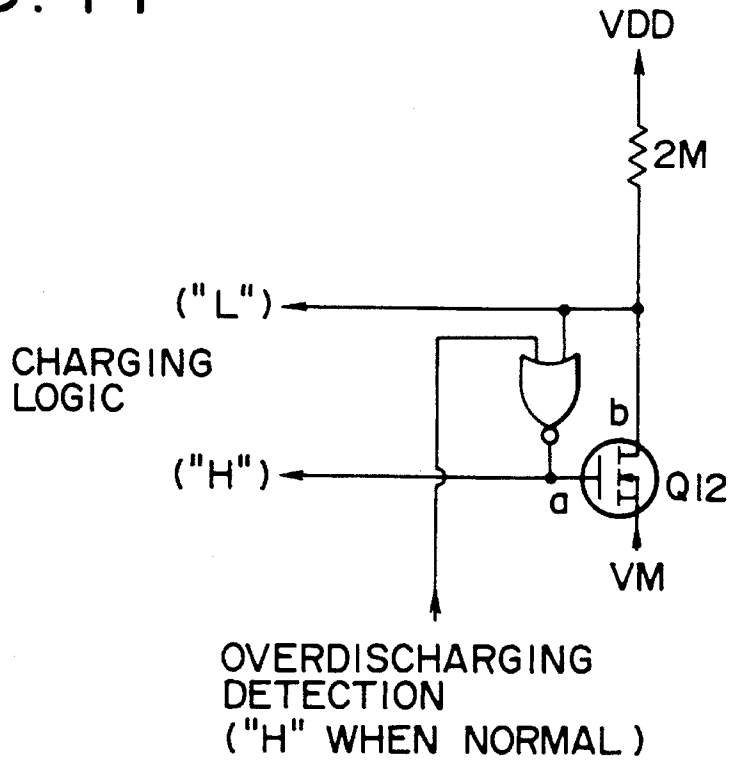 VDD
2M
("L")
CHARGING
LOGIC
b
("H")
a
Q12
VM
OVERDISCHARGING
DETECTION
("H" WHEN NORMAL)